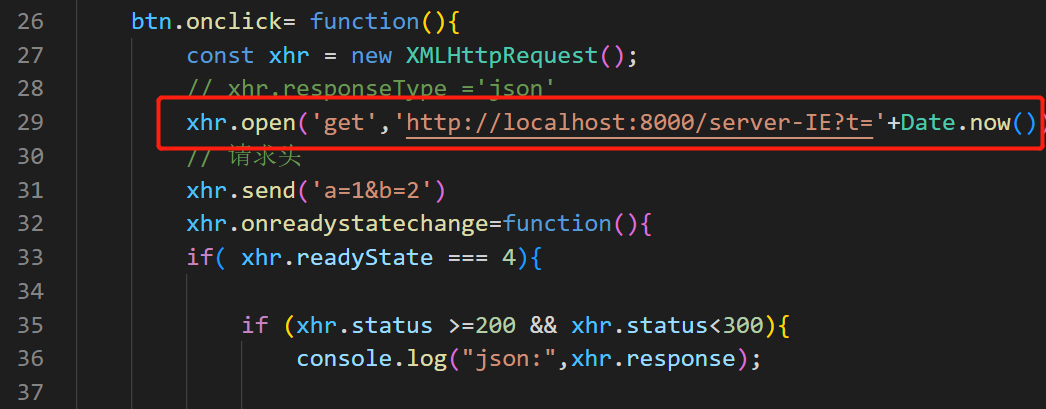 26 btn.onclick= function(){
27 const xhr = new XMLHttpRequest();
28 // xhr.responseType ='json'
29 xhr.open('get','http://localhost:8000/server-IE?t='+Date.now())
30 // 请求头
31 xhr.send('a=1&b=2')
32 xhr.onreadystatechange=function(){
33 if( xhr.readyState === 4){
34
35 if (xhr.status >=200 && xhr.status<300){
36 console.log("json:",xhr.response);
37